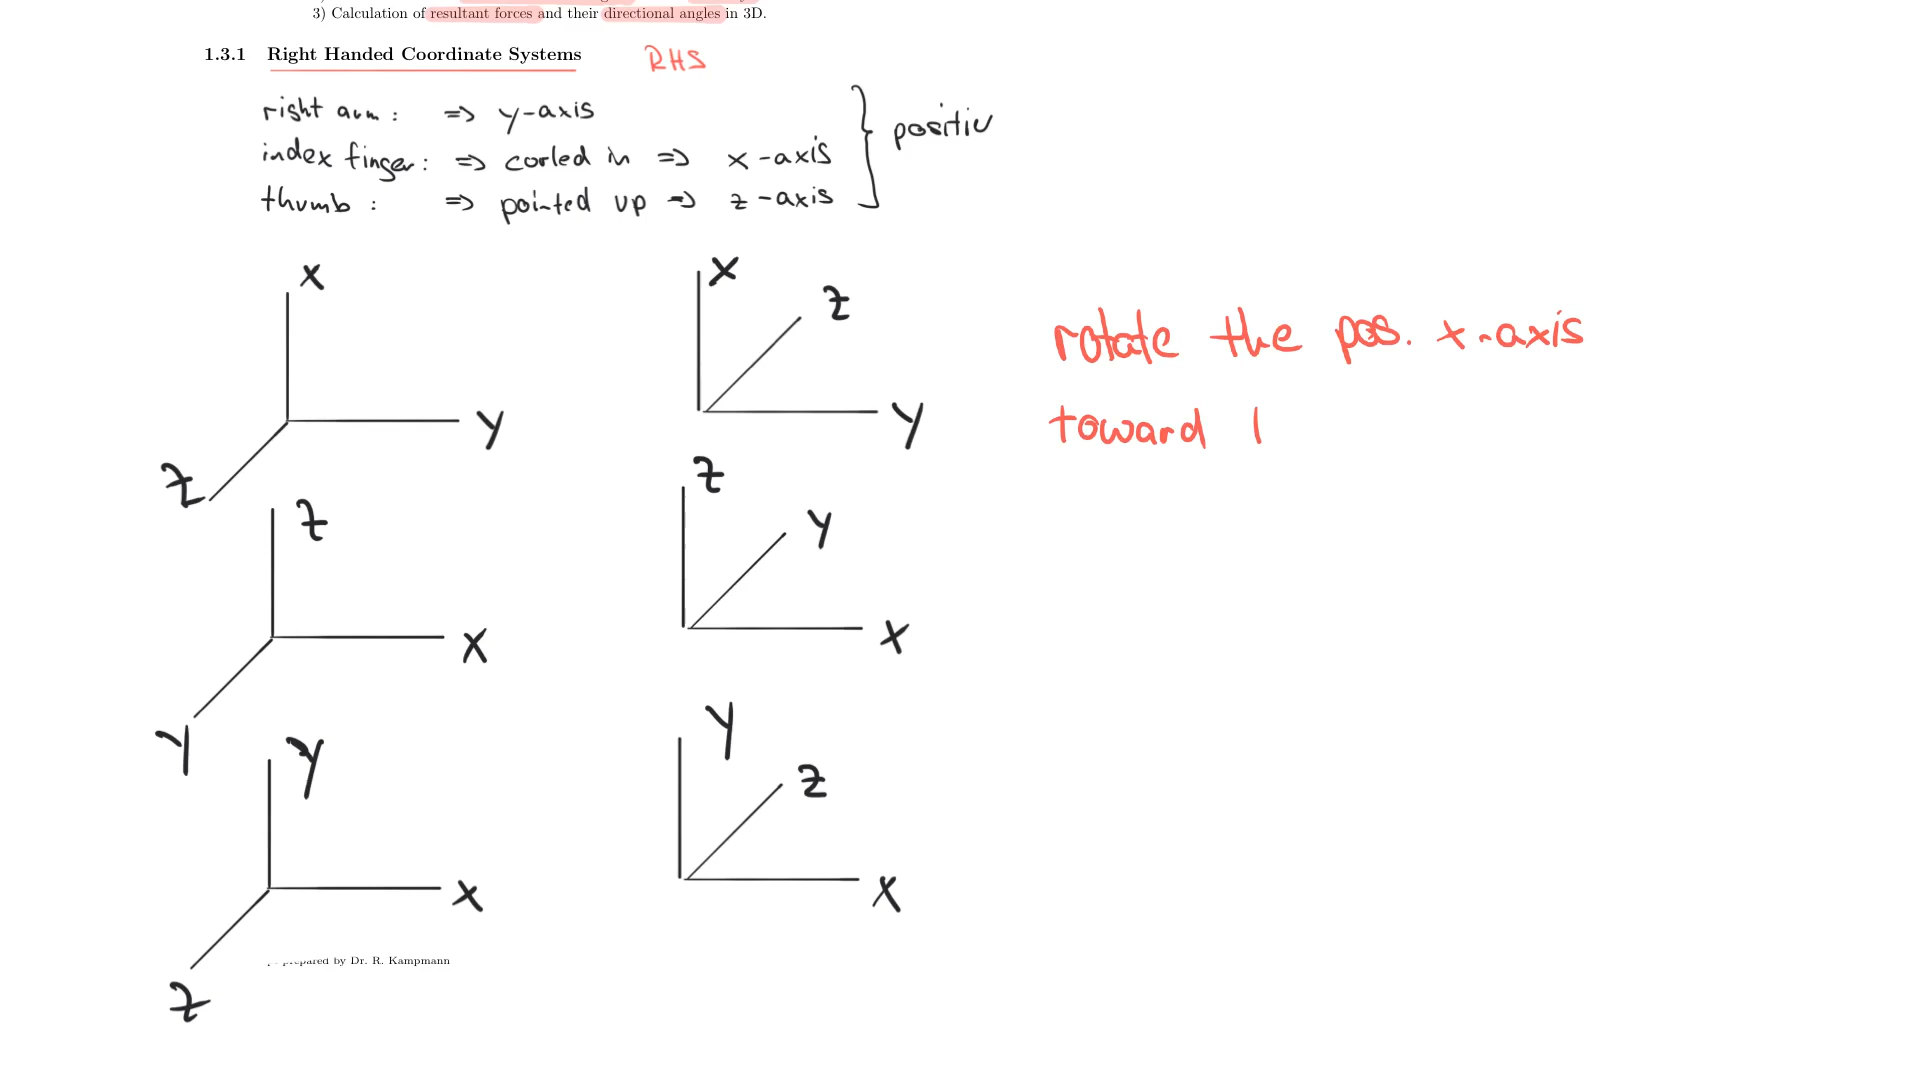 3) Calculation of resultant forces and their directional angles in 3D.
1.3.1 Right Handed Coordinate Systems RHS
right arm : => y-axis
index finger : => corled in => x-axis
thumb : => pointed up => z-axis
} positiv
x
y
z
x
z
y
z
x
y
z
y
x
y
x
z
y
z
x
rotate the pos. x-axis
toward
by Dr. R. Kampmann